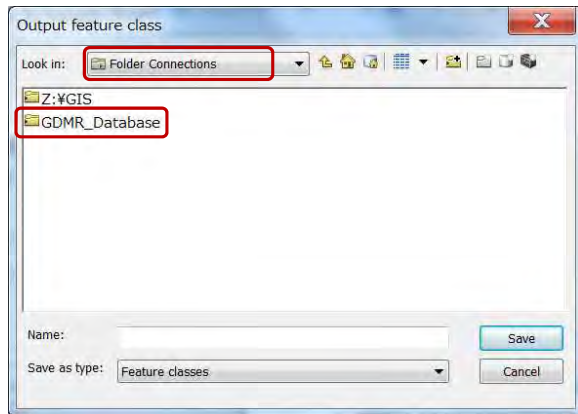 Output feature class
Look in: Folder Connections
Z:¥GIS
GDMR_Database
Name:
Save
Save as type: Feature classes
Cancel